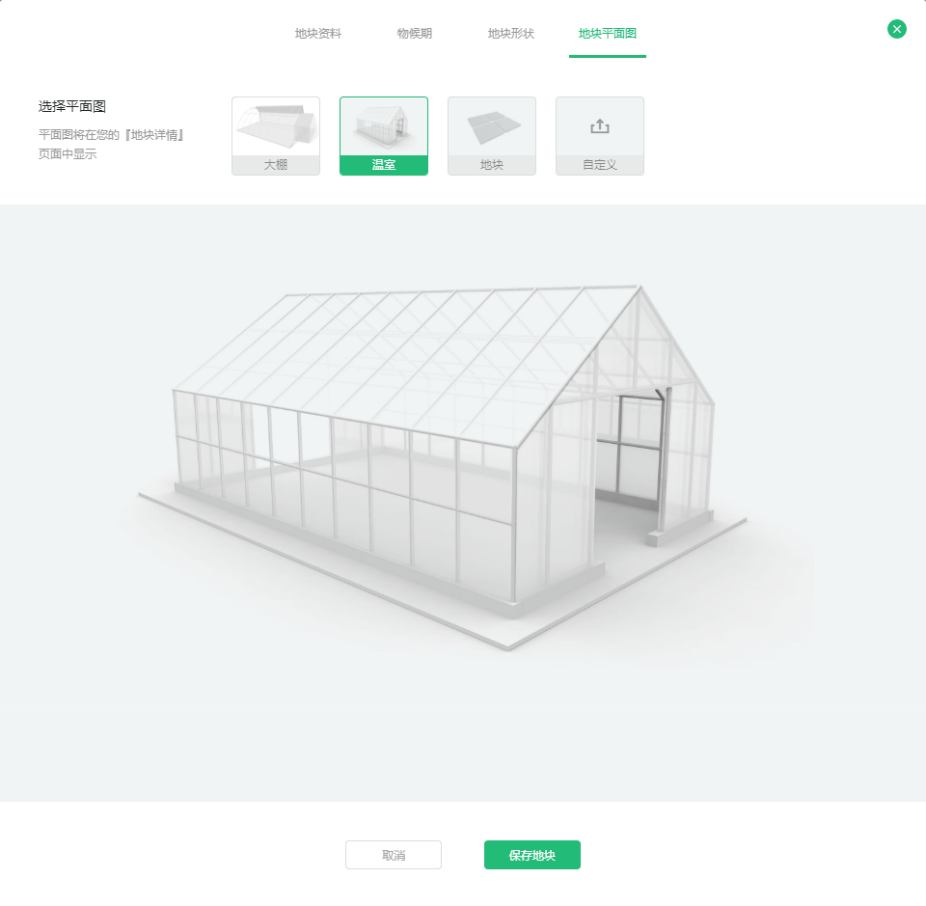 地块资料 物候期 地块形状 地块平面图
选择平面图
平面图将在您的『地块详情』
页面中显示
大棚 温室 地块 自定义
取消 保存地块